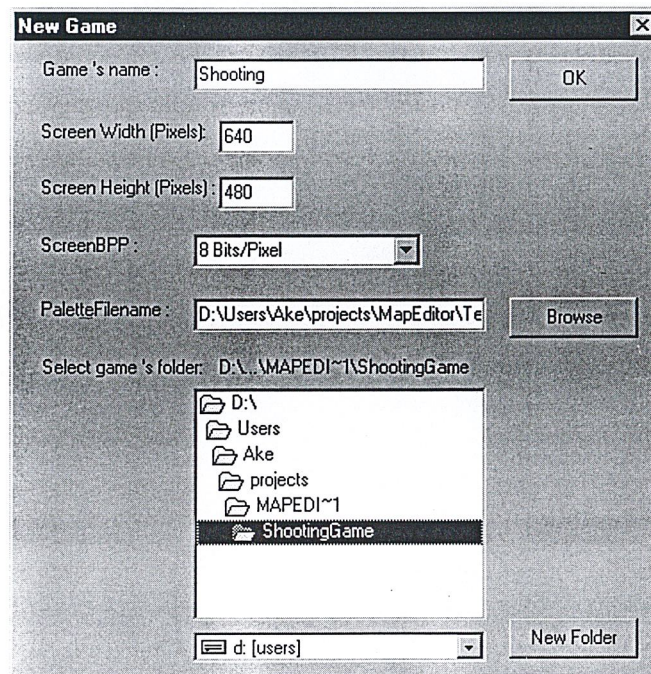 New Game
Game 's name : Shooting OK
Screen Width (Pixels): 640
Screen Height (Pixels) : 480
ScreenBPP : 8 Bits/Pixel
PaletteFilename : D:\Users\Ake\projects\MapEditor\Te Browse
Select game 's folder: D:\...\MAPEDI~1\ShootingGame
D:\
Users
Ake
projects
MAPEDI~1
ShootingGame
d: [users] New Folder